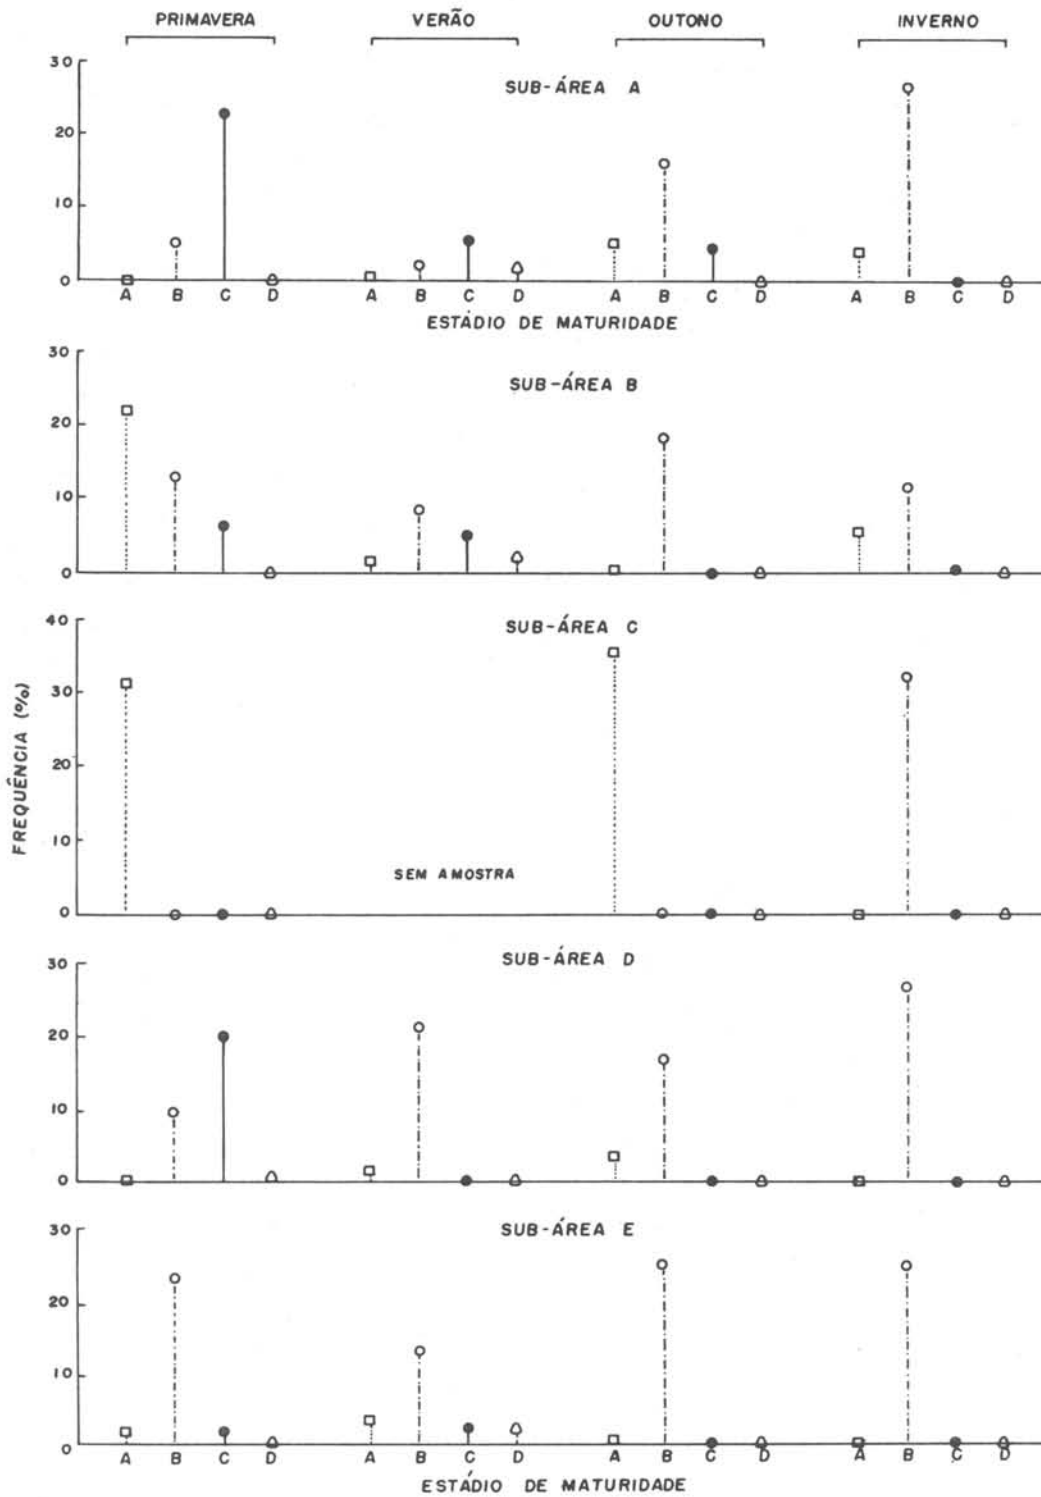 PRIMAVERA VERÃO OUTONO INVERNO
SUB-ÁREA A
30
20
10
0
A B C D A B C D A B C D A B C D
ESTÁDIO DE MATURIDADE
SUB-ÁREA B
30
20
10
0
SUB-ÁREA C
40
30
20
10
0
FREQUÊNCIA (%)
SEM AMOSTRA
SUB-ÁREA D
30
20
10
0
SUB-ÁREA E
30
20
10
0
A B C D A B C D A B C D A B C D
ESTÁDIO DE MATURIDADE